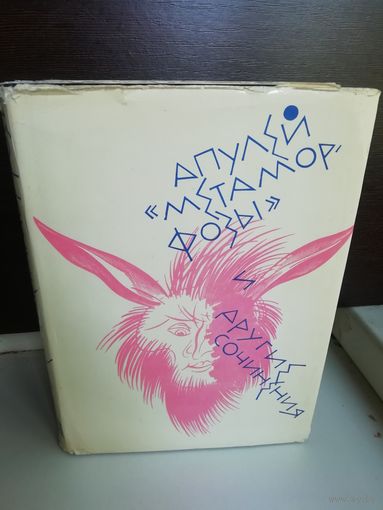 АПУЛЕЙ
«МЕТАМОР-
ФОЗЫ»
И
ДРУГИЕ
СОЧИНЕНИЯ